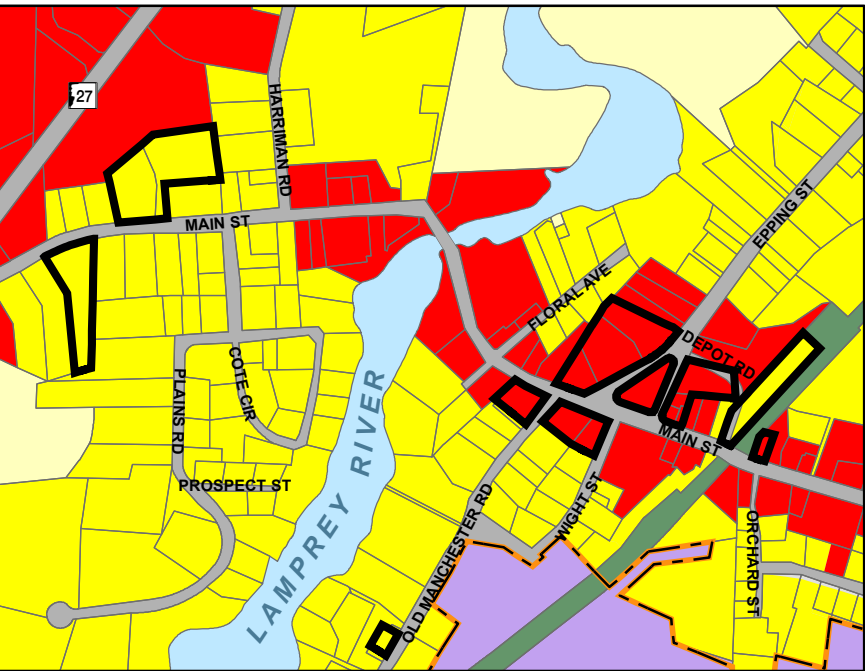 27
HARRIMAN RD
MAIN ST
EPPING ST
FLORAL AVE
DEPOT RD
PLAINS RD
COTE CIR
LAMPREY RIVER
MAIN ST
PROSPECT ST
OLD MANCHESTER RD
WIGHT ST
ORCHARD ST